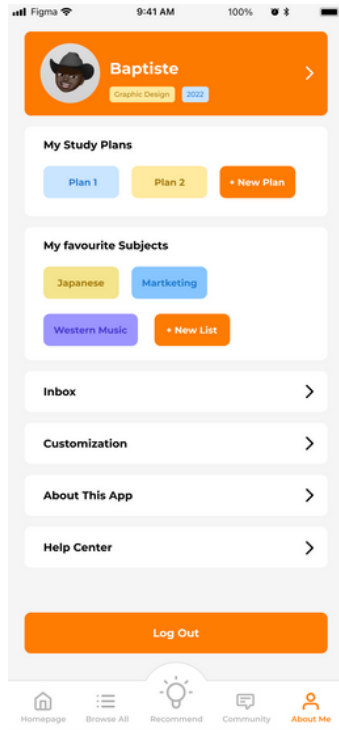 Figma 9:41 AM 100%
Baptiste
Graphic Design 2022
My Study Plans
Plan 1 Plan 2 + New Plan
My favourite Subjects
Japanese Martketing
Western Music + New List
Inbox
Customization
About This App
Help Center
Log Out
Homepage Browse All Recommend Community About Me